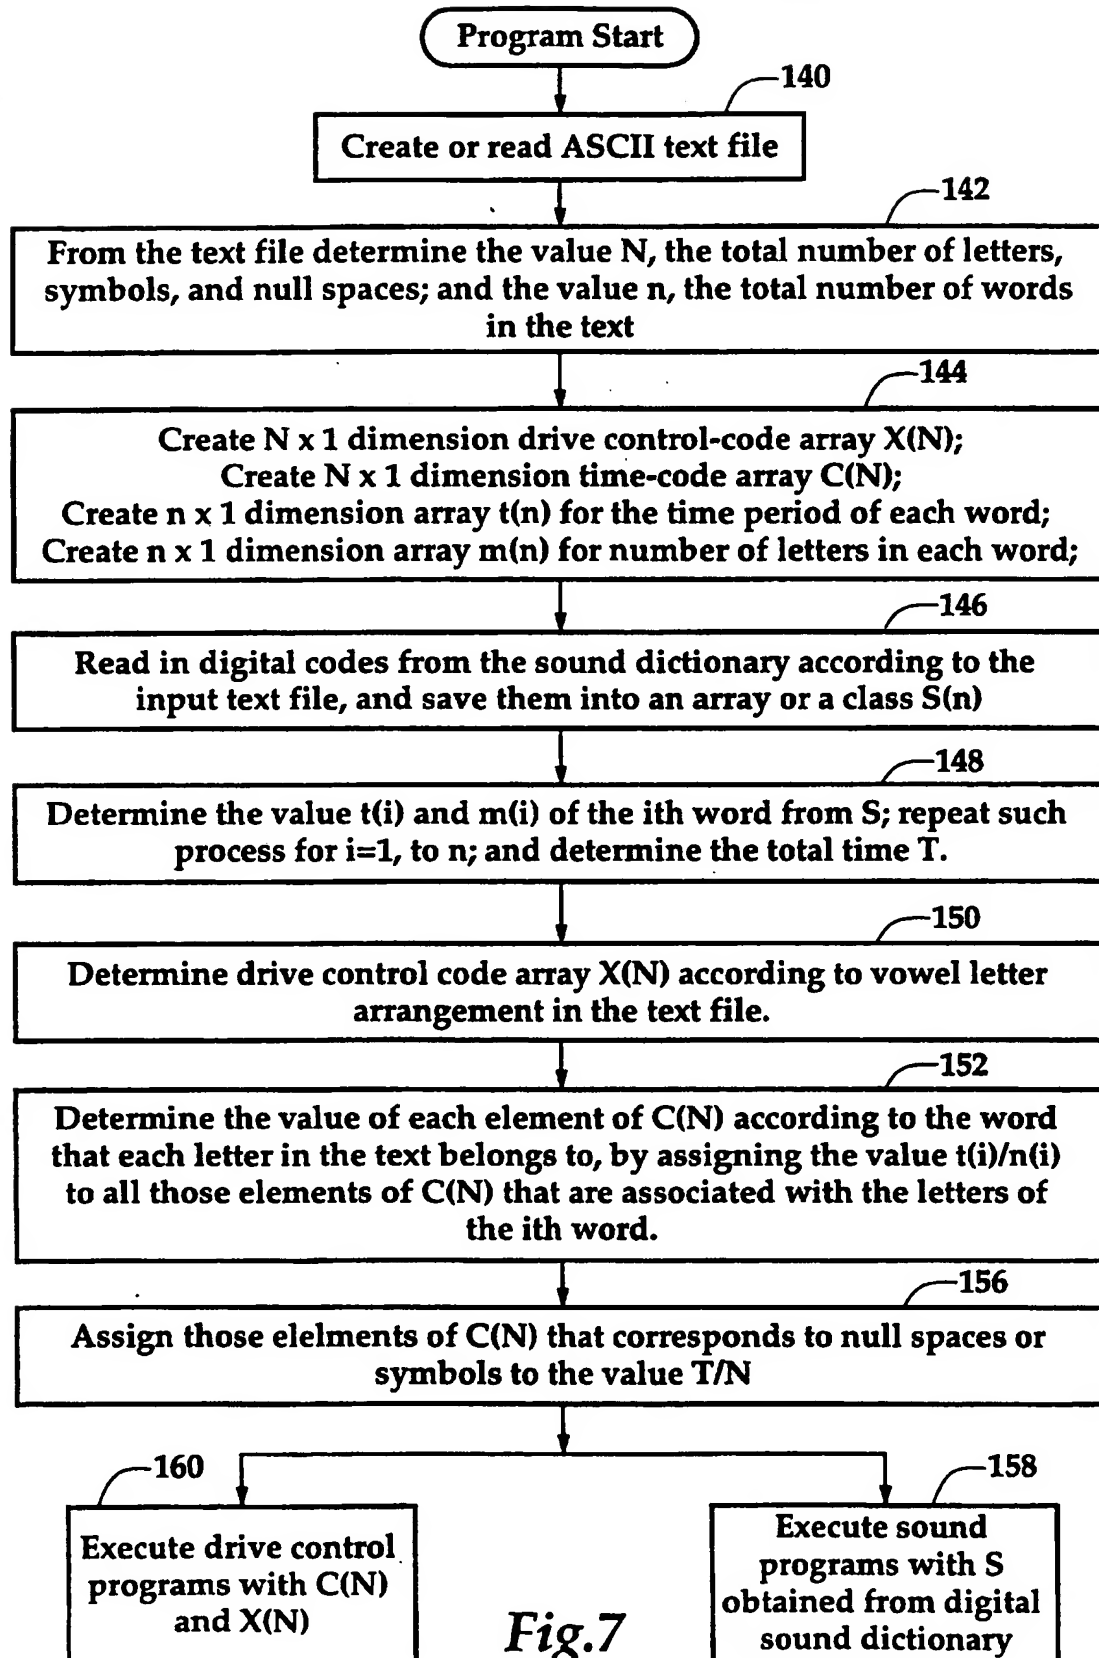 Program Start
140
Create or read ASCII text file
142
From the text file determine the value N, the total number of letters,
symbols, and null spaces; and the value n, the total number of words
in the text
144
Create N x 1 dimension drive control-code array X(N);
Create N x 1 dimension time-code array C(N);
Create n x 1 dimension array t(n) for the time period of each word;
Create n x 1 dimension array m(n) for number of letters in each word;
146
Read in digital codes from the sound dictionary according to the
input text file, and save them into an array or a class S(n)
148
Determine the value t(i) and m(i) of the ith word from S; repeat such
process for i=1, to n; and determine the total time T.
150
Determine drive control code array X(N) according to vowel letter
arrangement in the text file.
152
Determine the value of each element of C(N) according to the word
that each letter in the text belongs to, by assigning the value t(i)/n(i)
to all those elements of C(N) that are associated with the letters of
the ith word.
156
Assign those elelments of C(N) that corresponds to null spaces or
symbols to the value T/N
160
Execute drive control
programs with C(N)
and X(N)
158
Execute sound
programs with S
obtained from digital
sound dictionary
Fig.7